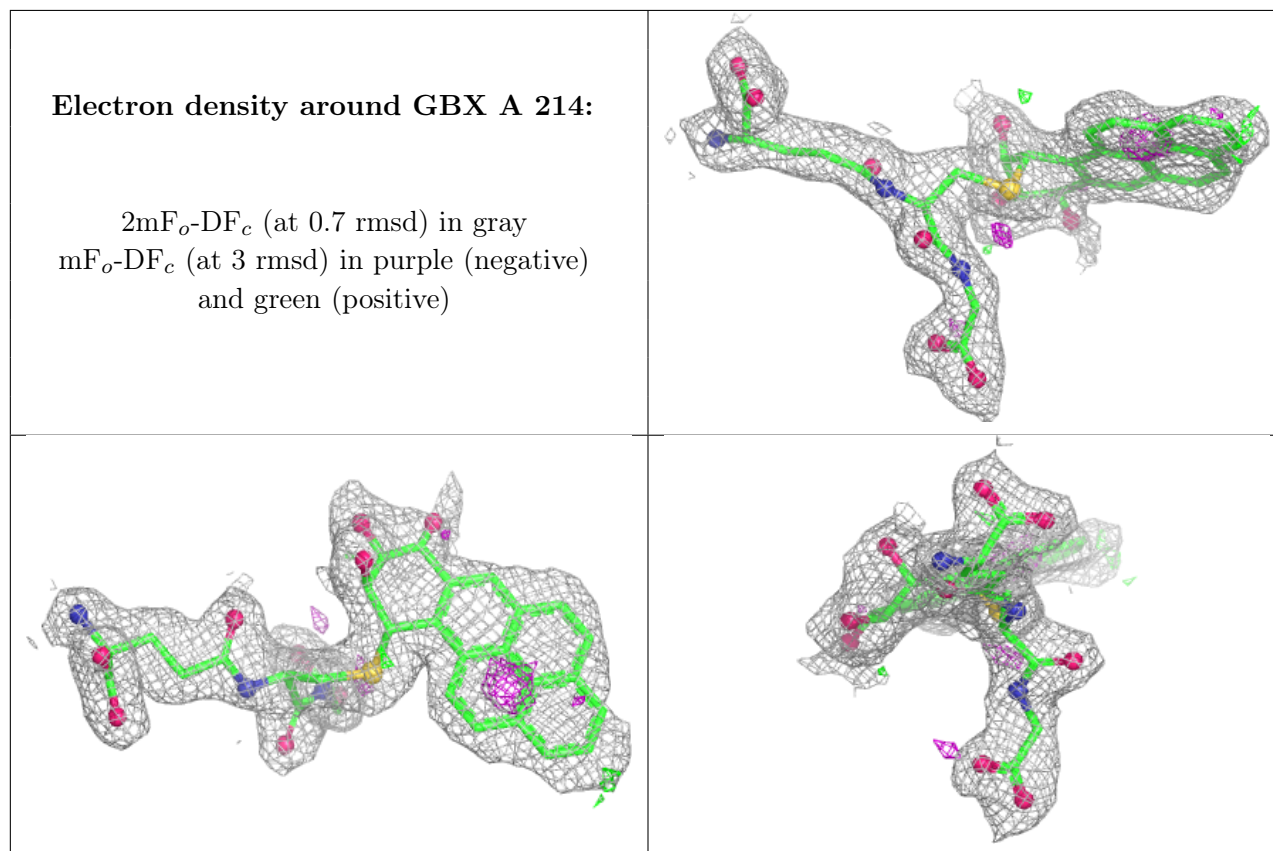 Electron density around GBX A 214:
2mFo-DFc (at 0.7 rmsd) in gray
mFo-DFc (at 3 rmsd) in purple (negative)
and green (positive)